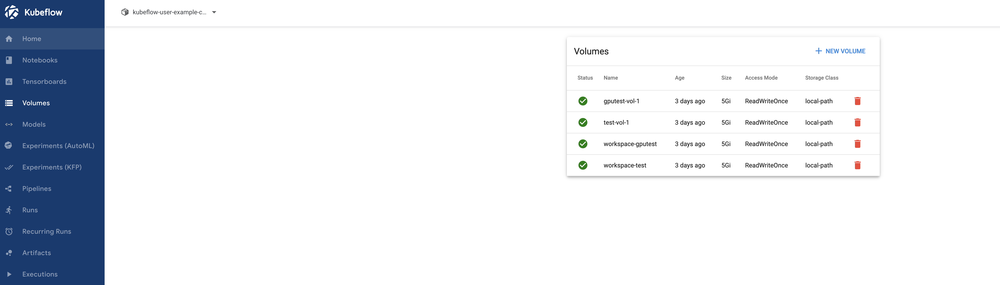 Kubeflow
kubeflow-user-example-c...
Home
Notebooks
Tensorboards
Volumes
Models
Experiments (AutoML)
Experiments (KFP)
Pipelines
Runs
Recurring Runs
Artifacts
Executions
Volumes
NEW VOLUME
Status Name Age Size Access Mode Storage Class
gputest-vol-1 3 days ago 5Gi ReadWriteOnce local-path
test-vol-1 3 days ago 5Gi ReadWriteOnce local-path
workspace-gputest 3 days ago 5Gi ReadWriteOnce local-path
workspace-test 3 days ago 5Gi ReadWriteOnce local-path